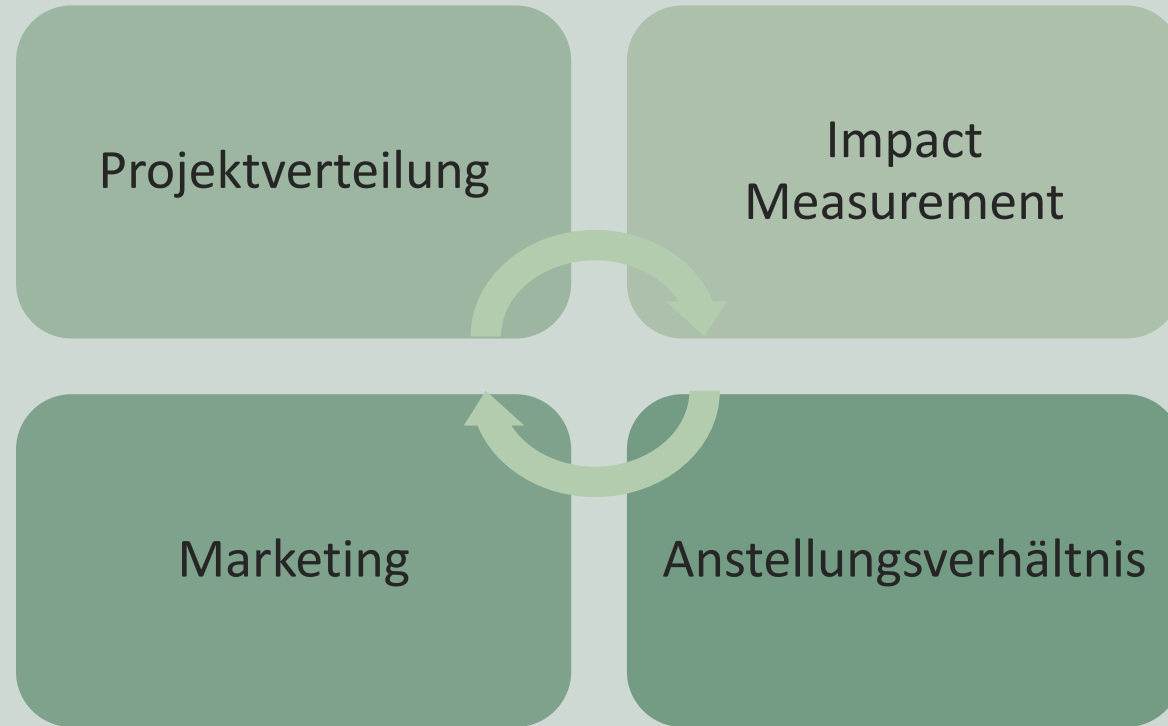 Projektverteilung
Impact
Measurement
Marketing
Anstellungsverhältnis